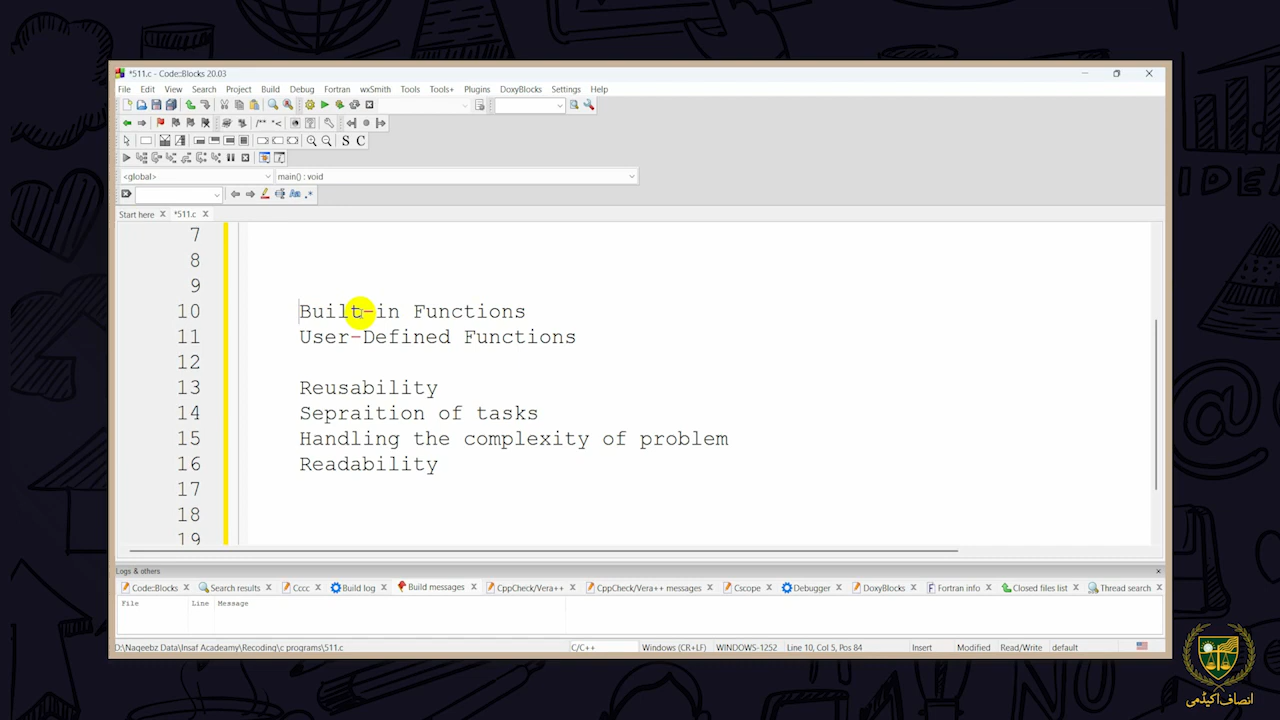 *511.c - Code::Blocks 20.03
File Edit View Search Project Build Debug Fortran wxSmith Tools Tools+ Plugins DoxyBlocks Settings Help
S C
<global> main() : void
Start here *511.c
7
8
9
10 Built-in Functions
11 User-Defined Functions
12
13 Reusability
14 Sepraition of tasks
15 Handling the complexity of problem
16 Readability
17
18
19
Logs & others
Code::Blocks Search results Cccc Build log Build messages CppCheck/Vera++ CppCheck/Vera++ messages Cscope Debugger DoxyBlocks Fortran info Closed files list Thread search
File Line Message
D:\Naqeebz Data\Insaf Acadeamy\Recoding\c programs\511.c C/C++ Windows (CR+LF) WINDOWS-1252 Line 10, Col 5, Pos 84 Insert Modified Read/Write default
IDEA
انصاف اکیڈمی